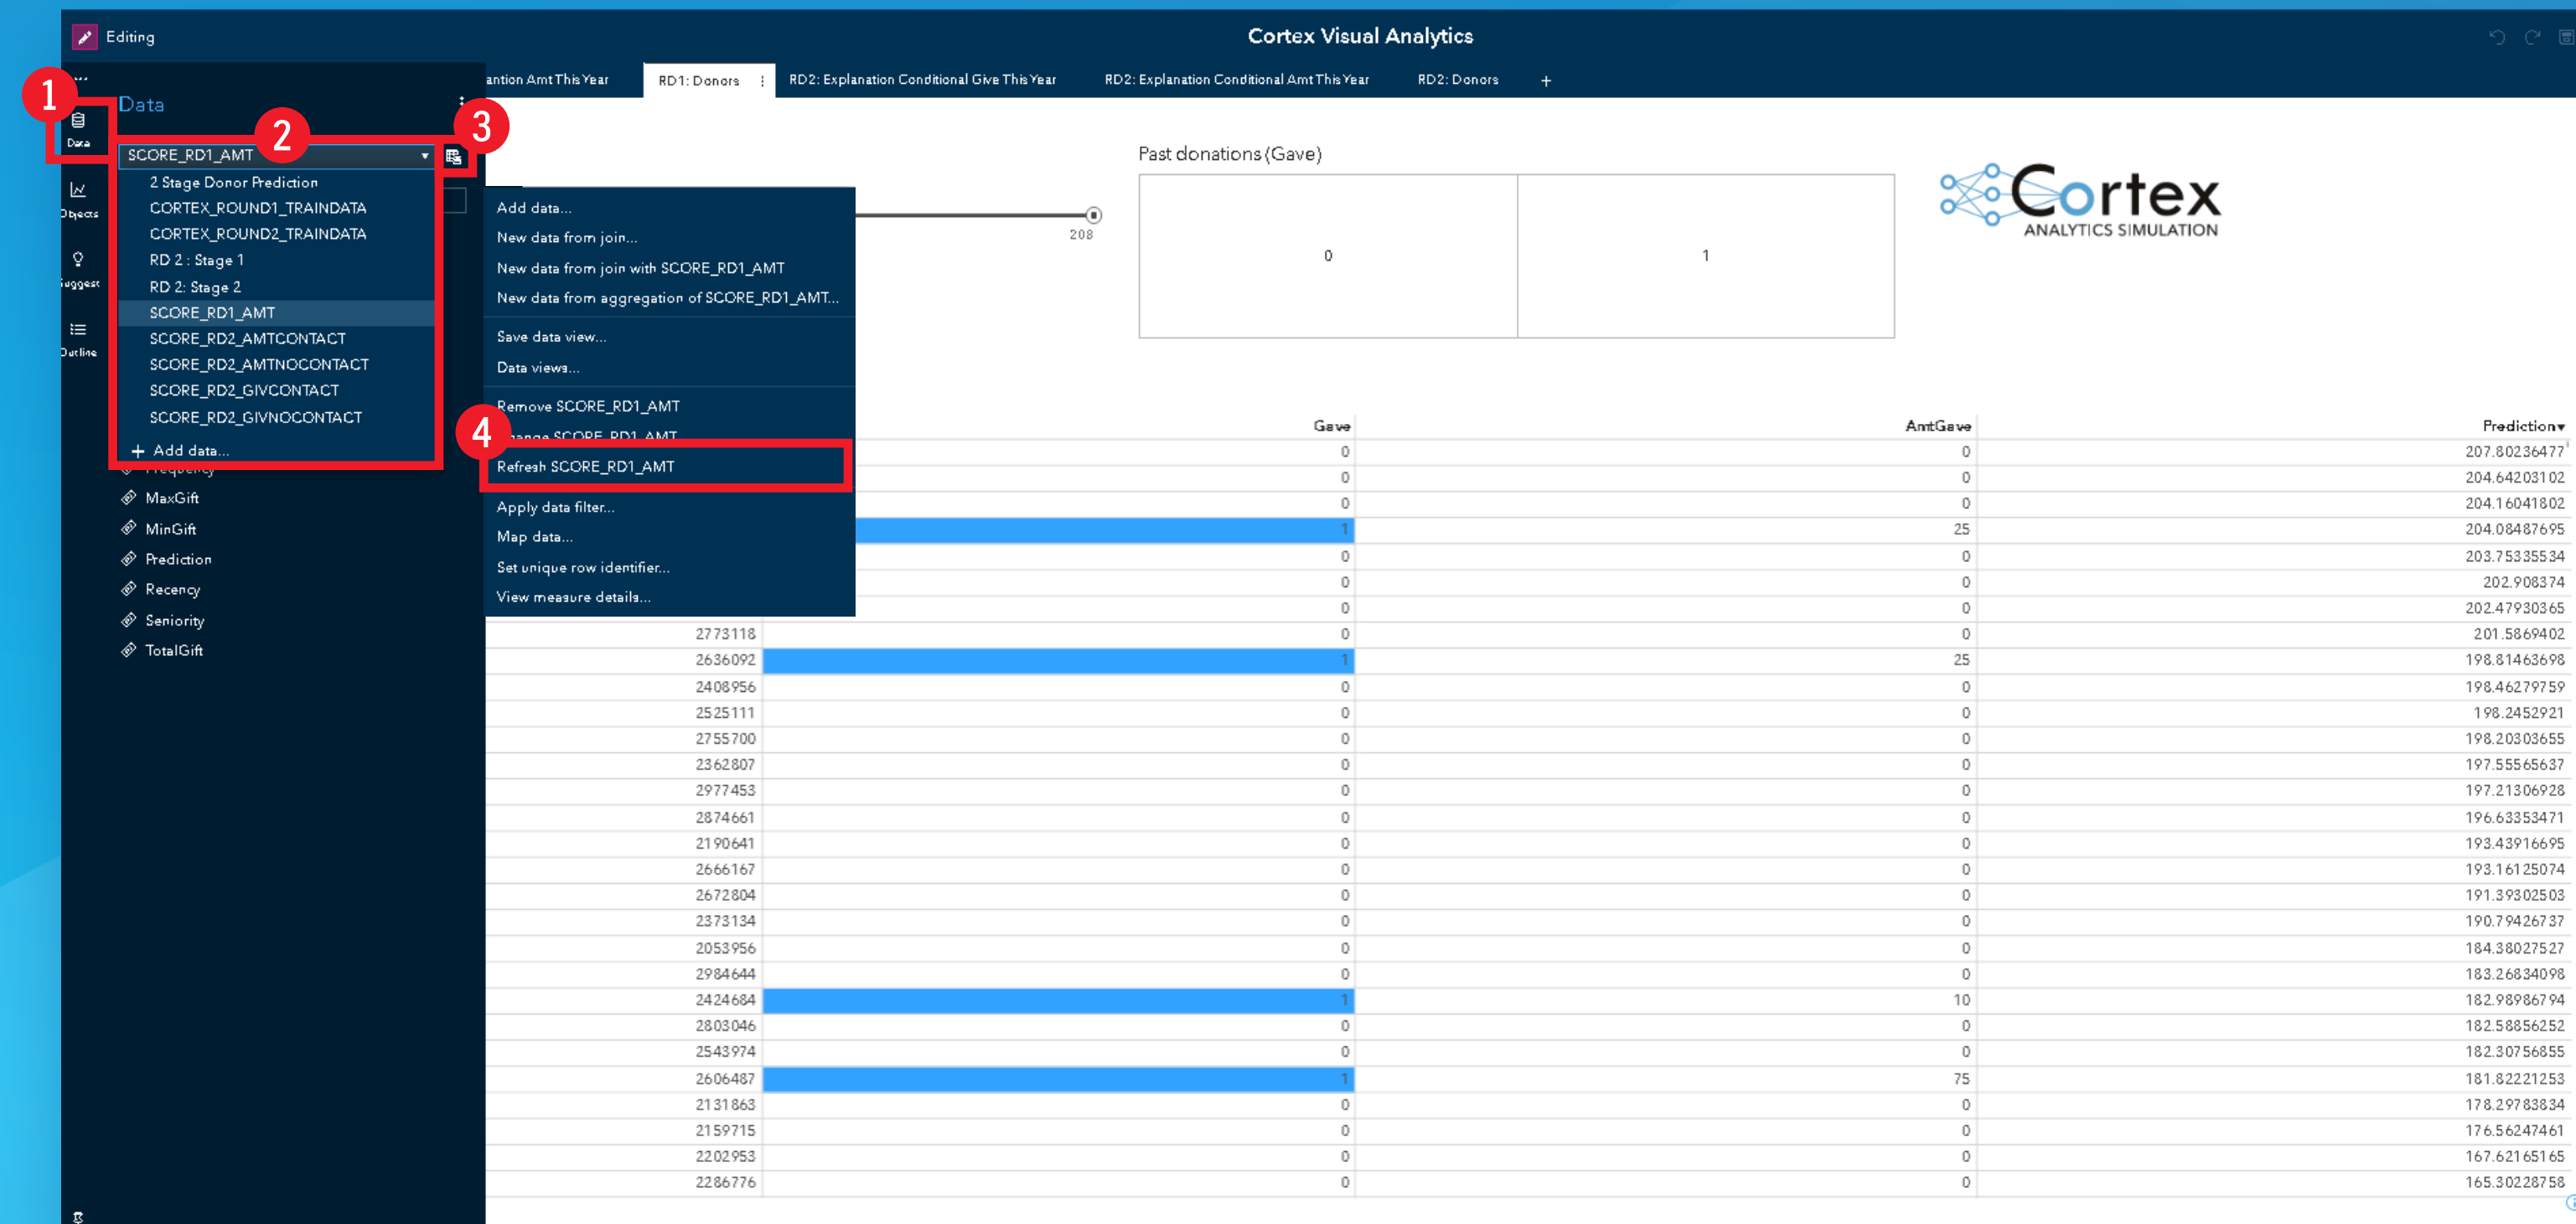 Editing
Cortex Visual Analytics
antion Amt This Year
RD1: Donors
RD2: Explanation Conditional Give This Year
RD2: Explanation Conditional Amt This Year
RD2: Donors
+
1
Data
Data
2
3
SCORE_RD1_AMT
2 Stage Donor Prediction
CORTEX_ROUND1_TRAINDATA
CORTEX_ROUND2_TRAINDATA
RD 2 : Stage 1
RD 2: Stage 2
SCORE_RD1_AMT
SCORE_RD2_AMTCONTACT
SCORE_RD2_AMTNOCONTACT
SCORE_RD2_GIVCONTACT
SCORE_RD2_GIVNOCONTACT
+ Add data...
Objects
Suggest
Outline
Frequency
MaxGift
MinGift
Prediction
Recency
Seniority
TotalGift
Add data...
New data from join...
New data from join with SCORE_RD1_AMT
New data from aggregation of SCORE_RD1_AMT...
Save data view...
Data views...
Remove SCORE_RD1_AMT
4
SCORE_RD1_AMT
Refresh SCORE_RD1_AMT
Apply data filter...
Map data...
Set unique row identifier...
View measure details...
208
Past donations (Gave)
0 1
Cortex
ANALYTICS SIMULATION
Gave AmtGave Prediction
0 0 207.80236477
0 0 204.64203102
0 0 204.16041802
1 25 204.08487695
0 0 203.75335534
0 0 202.908374
0 0 202.47930365
2773118 0 0 201.5869402
2636092 1 25 198.81463698
2408956 0 0 198.46279759
2525111 0 0 198.2452921
2755700 0 0 198.20303655
2362807 0 0 197.55565637
2977453 0 0 197.21306928
2874661 0 0 196.63353471
2190641 0 0 193.43916695
2666167 0 0 193.16125074
2672804 0 0 191.39302503
2373134 0 0 190.79426737
2053956 0 0 184.38027527
2984644 0 0 183.26834098
2424684 1 10 182.98986794
2803046 0 0 182.58856252
2543974 0 0 182.30756855
2606487 1 75 181.82221253
2131863 0 0 178.29783834
2159715 0 0 176.56247461
2202953 0 0 167.62165165
2286776 0 0 165.30228758